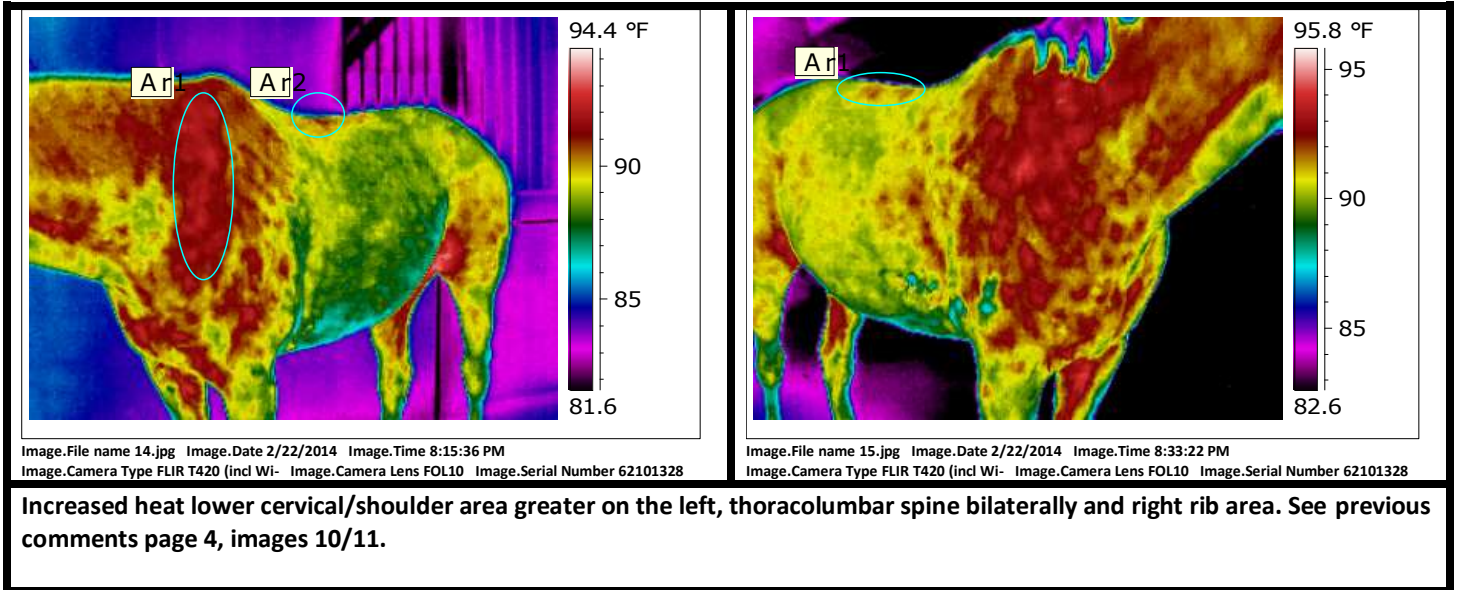 94.4 °F
Ar1
Ar2
90
85
81.6
Image.File name 14.jpg Image.Date 2/22/2014 Image.Time 8:15:36 PM
Image.Camera Type FLIR T420 (incl Wi- Image.Camera Lens FOL10 Image.Serial Number 62101328
95.8 °F
Ar1
95
90
85
82.6
Image.File name 15.jpg Image.Date 2/22/2014 Image.Time 8:33:22 PM
Image.Camera Type FLIR T420 (incl Wi- Image.Camera Lens FOL10 Image.Serial Number 62101328
Increased heat lower cervical/shoulder area greater on the left, thoracolumbar spine bilaterally and right rib area. See previous
comments page 4, images 10/11.